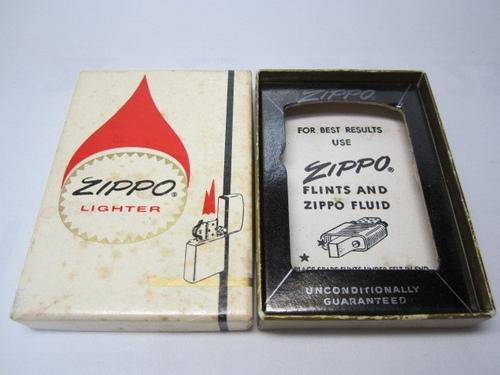 ZIPPO®
LIGHTER
ZIPPO
FOR BEST RESULTS
USE
ZIPPO®
FLINTS AND
ZIPPO FLUID
UNCONDITIONALLY
GUARANTEED